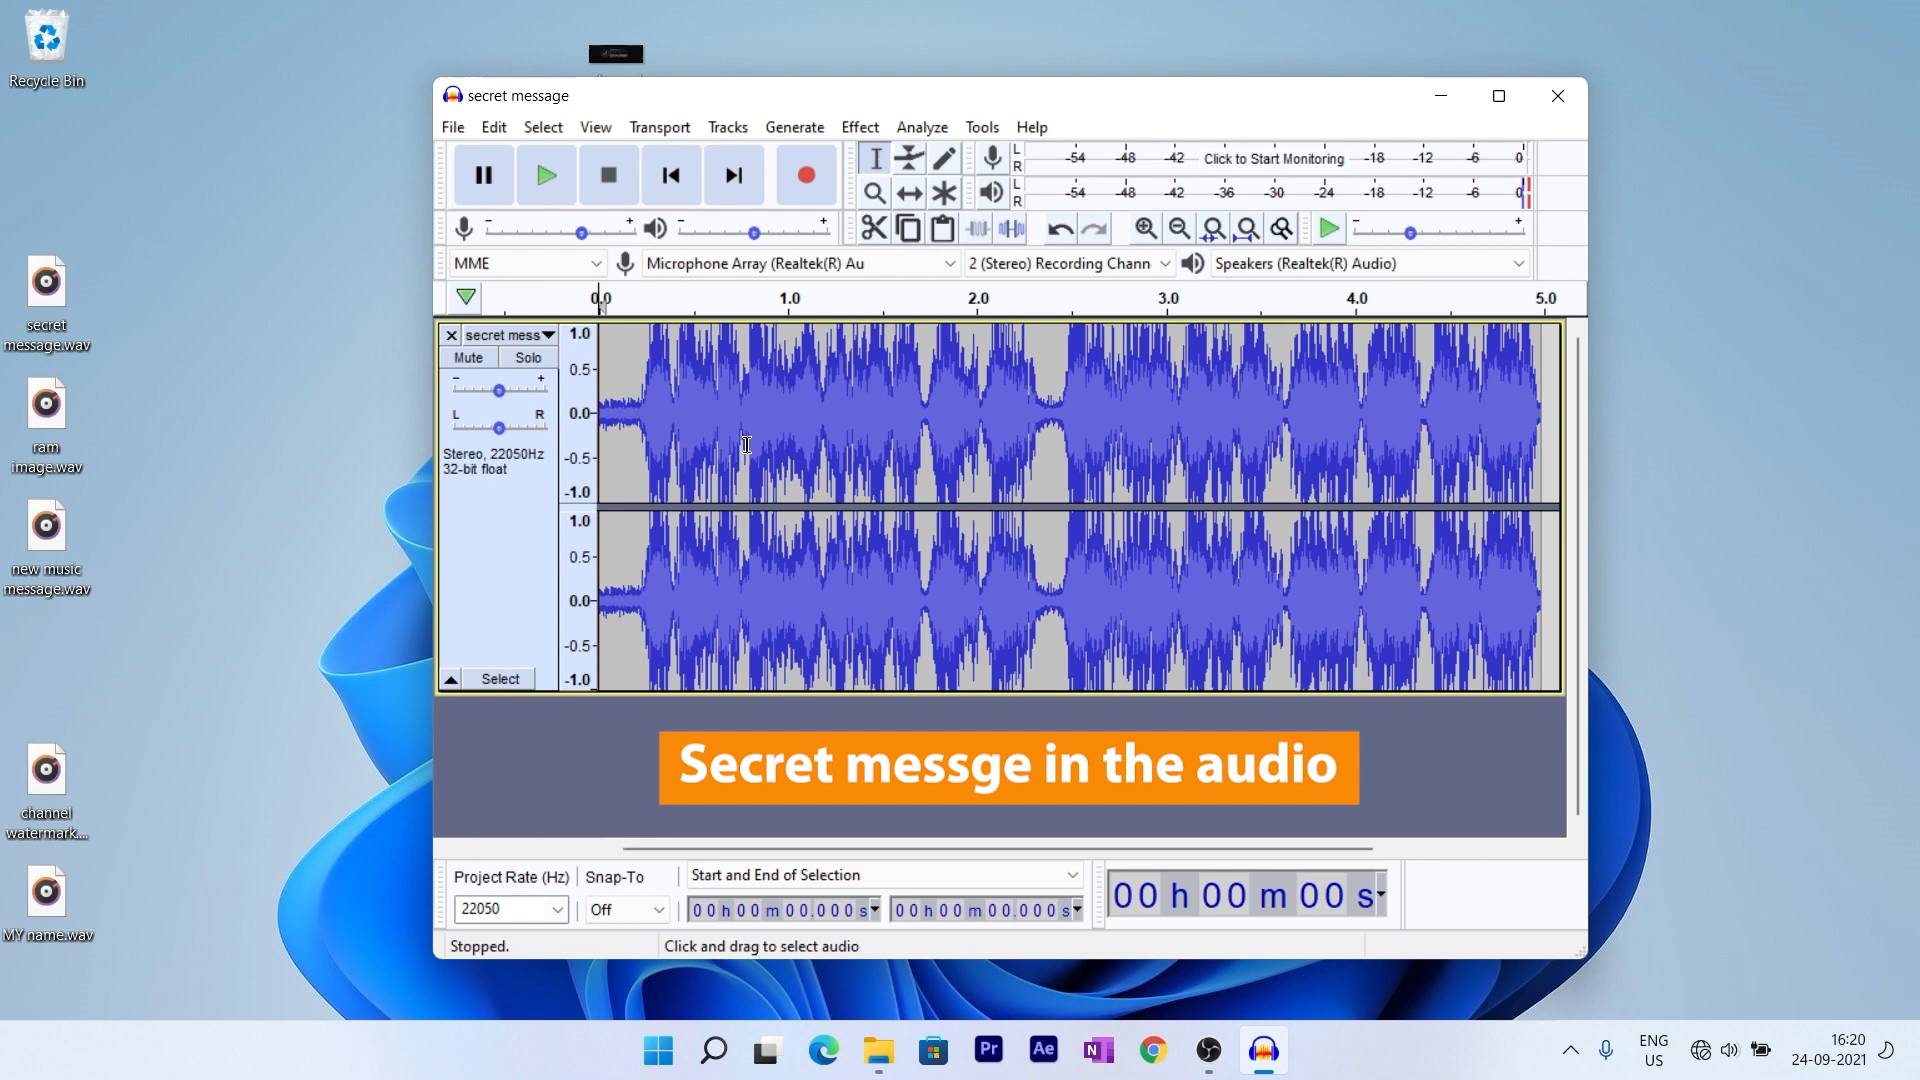 Recycle Bin
secret message.wav
ram image.wav
new music message.wav
channel watermark....
MY name.wav
secret message
File Edit Select View Transport Tracks Generate Effect Analyze Tools Help
L
R
-54 -48 -42 Click to Start Monitoring -18 -12 -6 0
L
R
-54 -48 -42 -36 -30 -24 -18 -12 -6 0
- + - + - +
MME Microphone Array (Realtek(R) Au 2 (Stereo) Recording Chann Speakers (Realtek(R) Audio)
0.0 1.0 2.0 3.0 4.0 5.0
secret mess
Mute Solo
- +
L R
Stereo, 22050Hz
32-bit float
Select
1.0
0.5
0.0
-0.5
-1.0
1.0
0.5
0.0
-0.5
-1.0
Secret messge in the audio
Project Rate (Hz) Snap-To Start and End of Selection
22050 Off 00 h 00 m 00.000 s 00 h 00 m 00.000 s
00 h 00 m 00 s
Stopped. Click and drag to select audio
Pr Ae N
ENG
US
16:20
24-09-2021